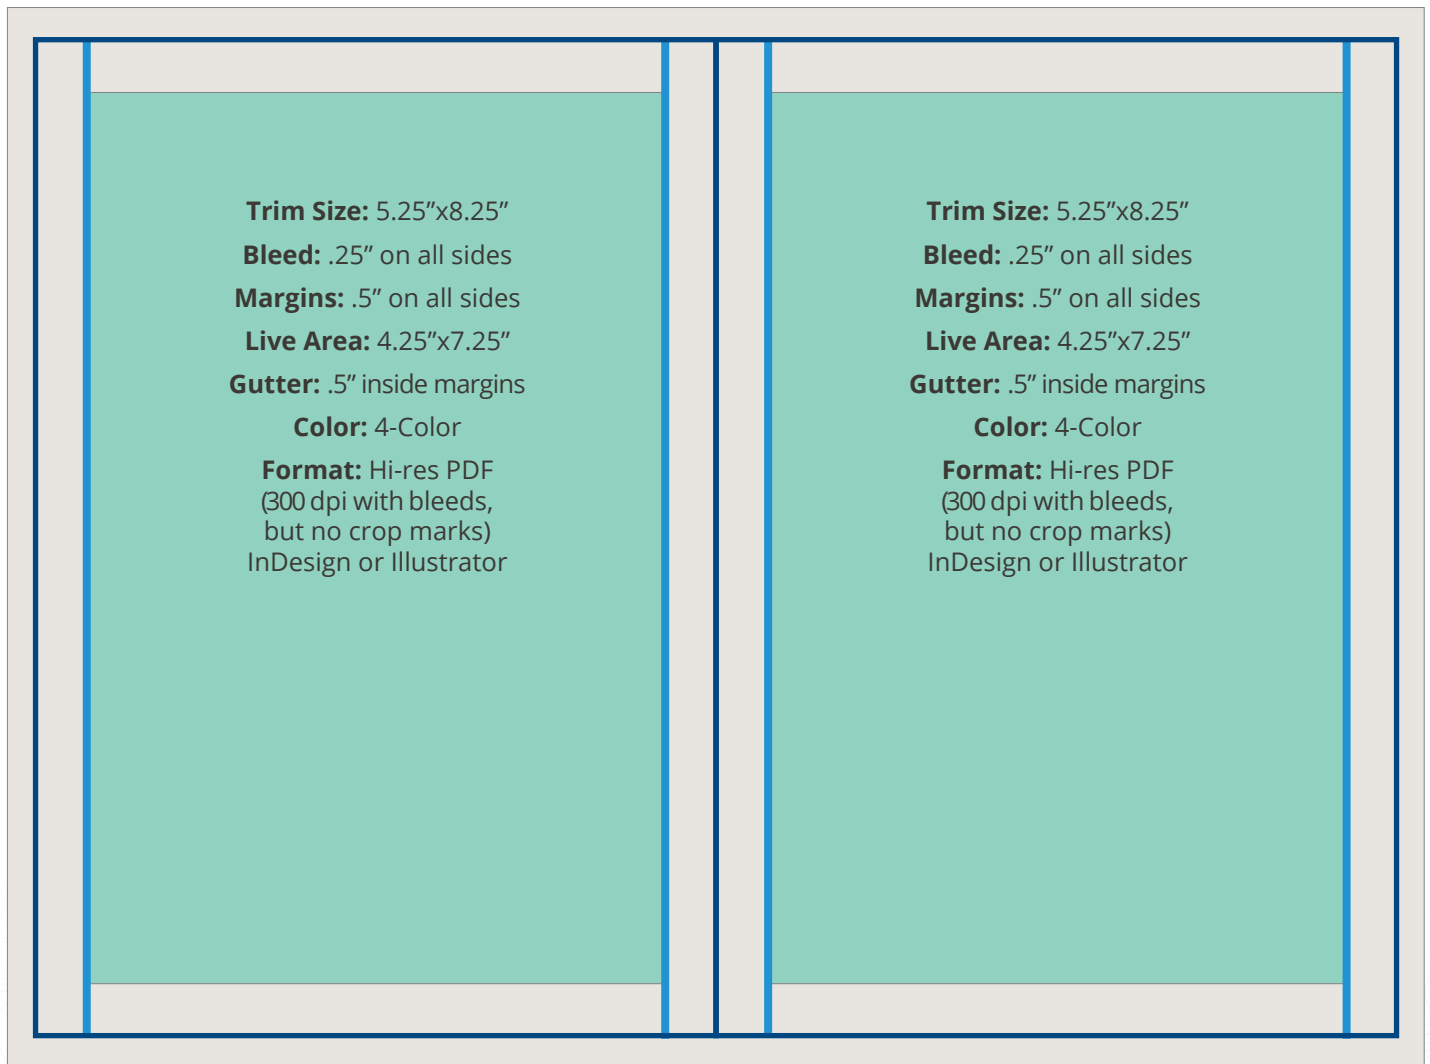 Trim Size: 5.25”x8.25”
Bleed: .25” on all sides
Margins: .5” on all sides
Live Area: 4.25”x7.25”
Gutter: .5” inside margins
Color: 4-Color
Format: Hi-res PDF
(300 dpi with bleeds,
but no crop marks)
InDesign or Illustrator
Trim Size: 5.25”x8.25”
Bleed: .25” on all sides
Margins: .5” on all sides
Live Area: 4.25”x7.25”
Gutter: .5” inside margins
Color: 4-Color
Format: Hi-res PDF
(300 dpi with bleeds,
but no crop marks)
InDesign or Illustrator